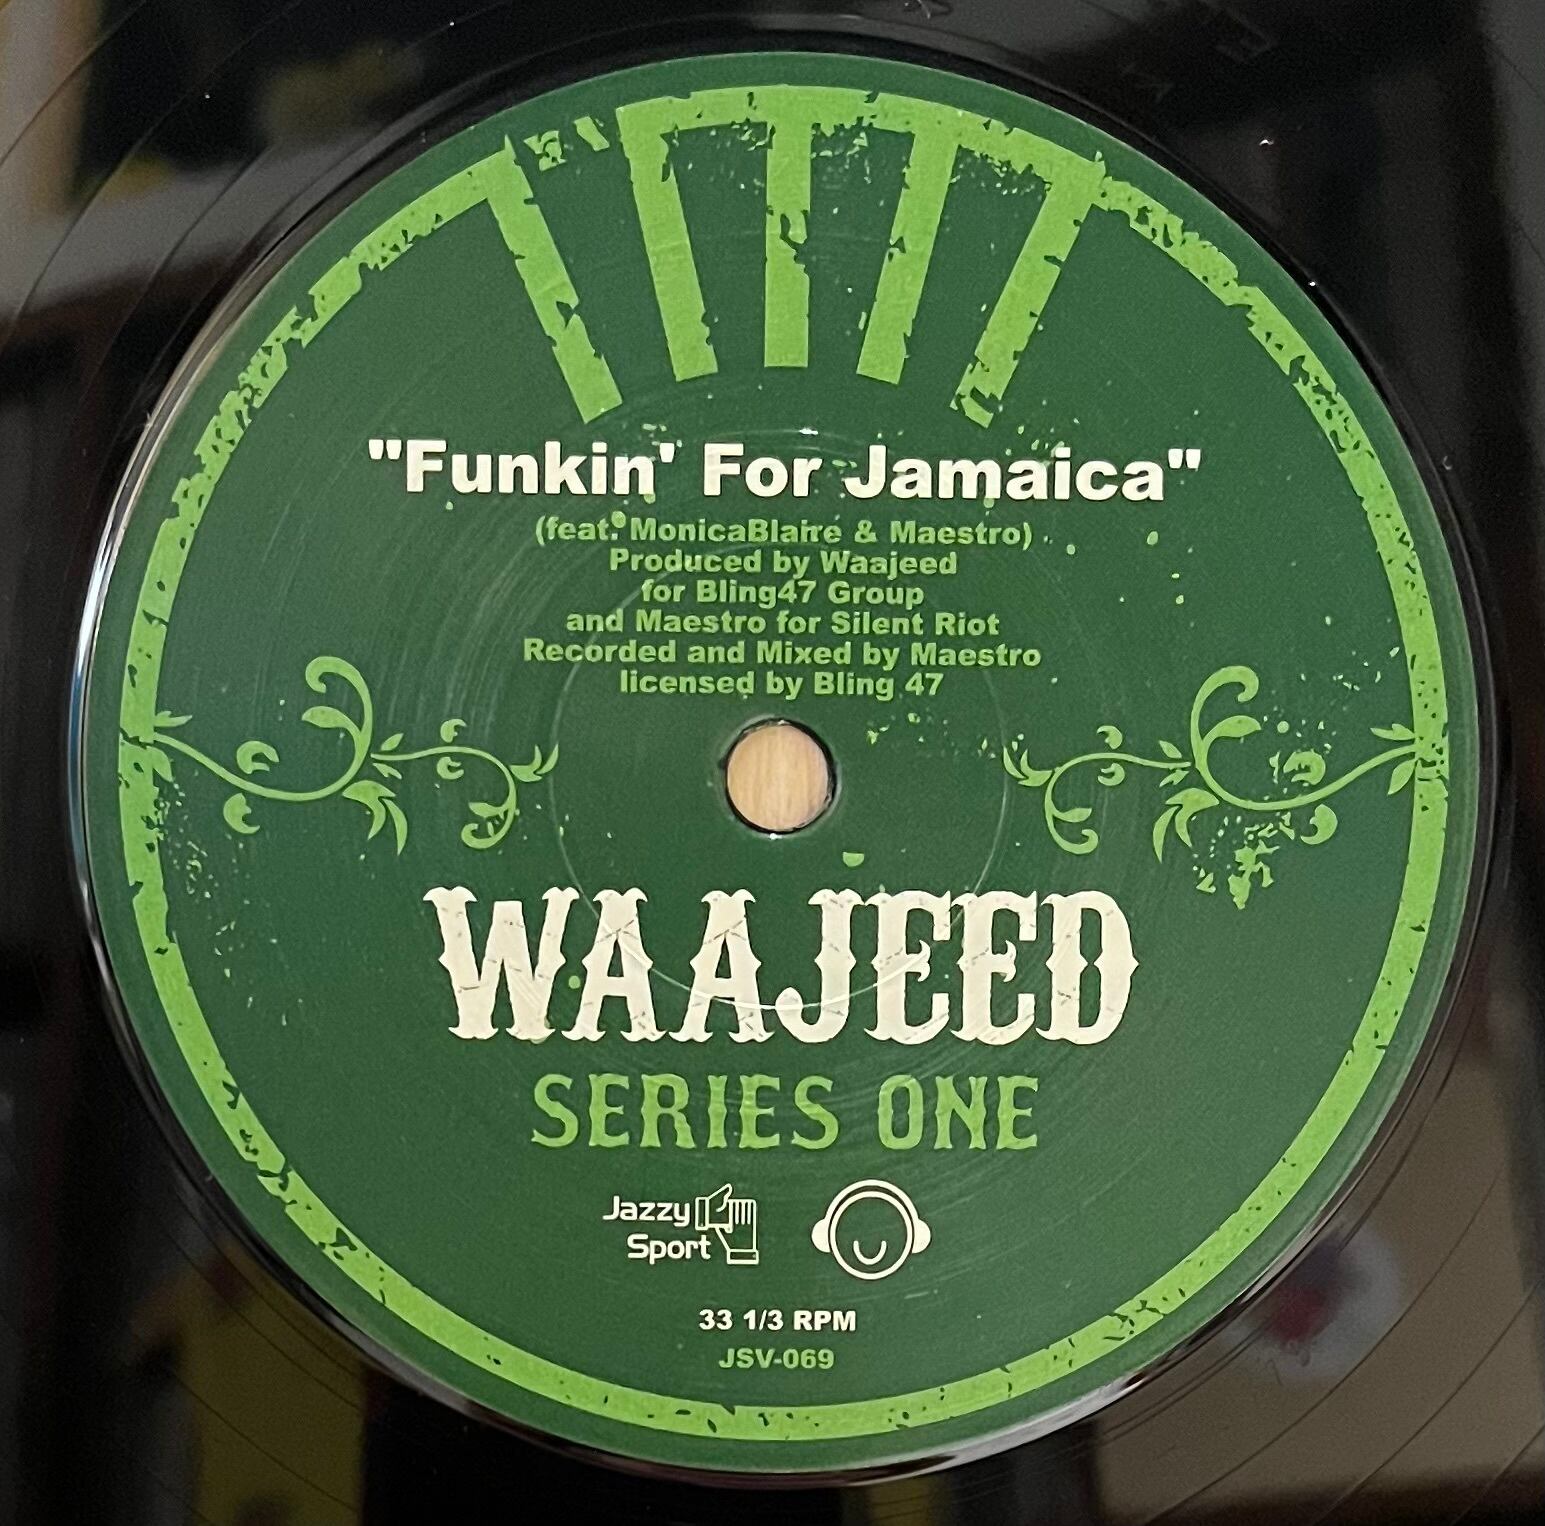 "Funkin' For Jamaica"
(feat. MonicaBlaire & Maestro)
Produced by Waajeed
for Bling47 Group
and Maestro for Silent Riot
Recorded and Mixed by Maestro
licensed by Bling 47
WAAJEED
SERIES ONE
Jazzy
Sport
33 1/3 RPM
JSV-069